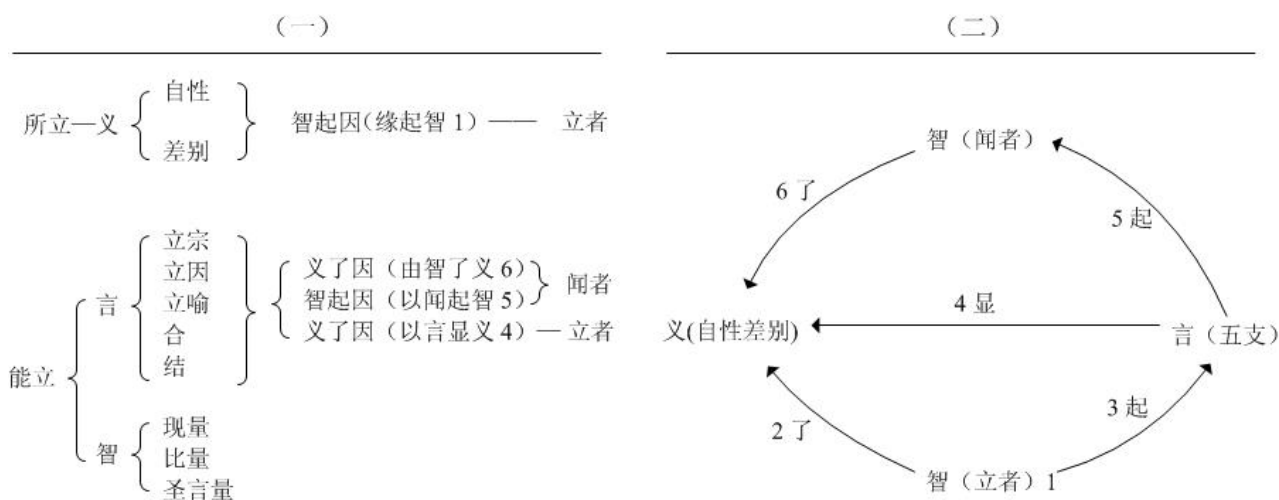 （一）
所立—义
自性
差别
智起因（缘起智 1）—— 立者
能立
言
立宗
立因
立喻
合
结
义了因（由智了义 6）
智起因（以闻起智 5）
闻者
义了因（以言显义 4）— 立者
智
现量
比量
圣言量
（二）
智（闻者）
6 了
5 起
4 显
义(自性差别)
言（五支）
3 起
2 了
智（立者）1